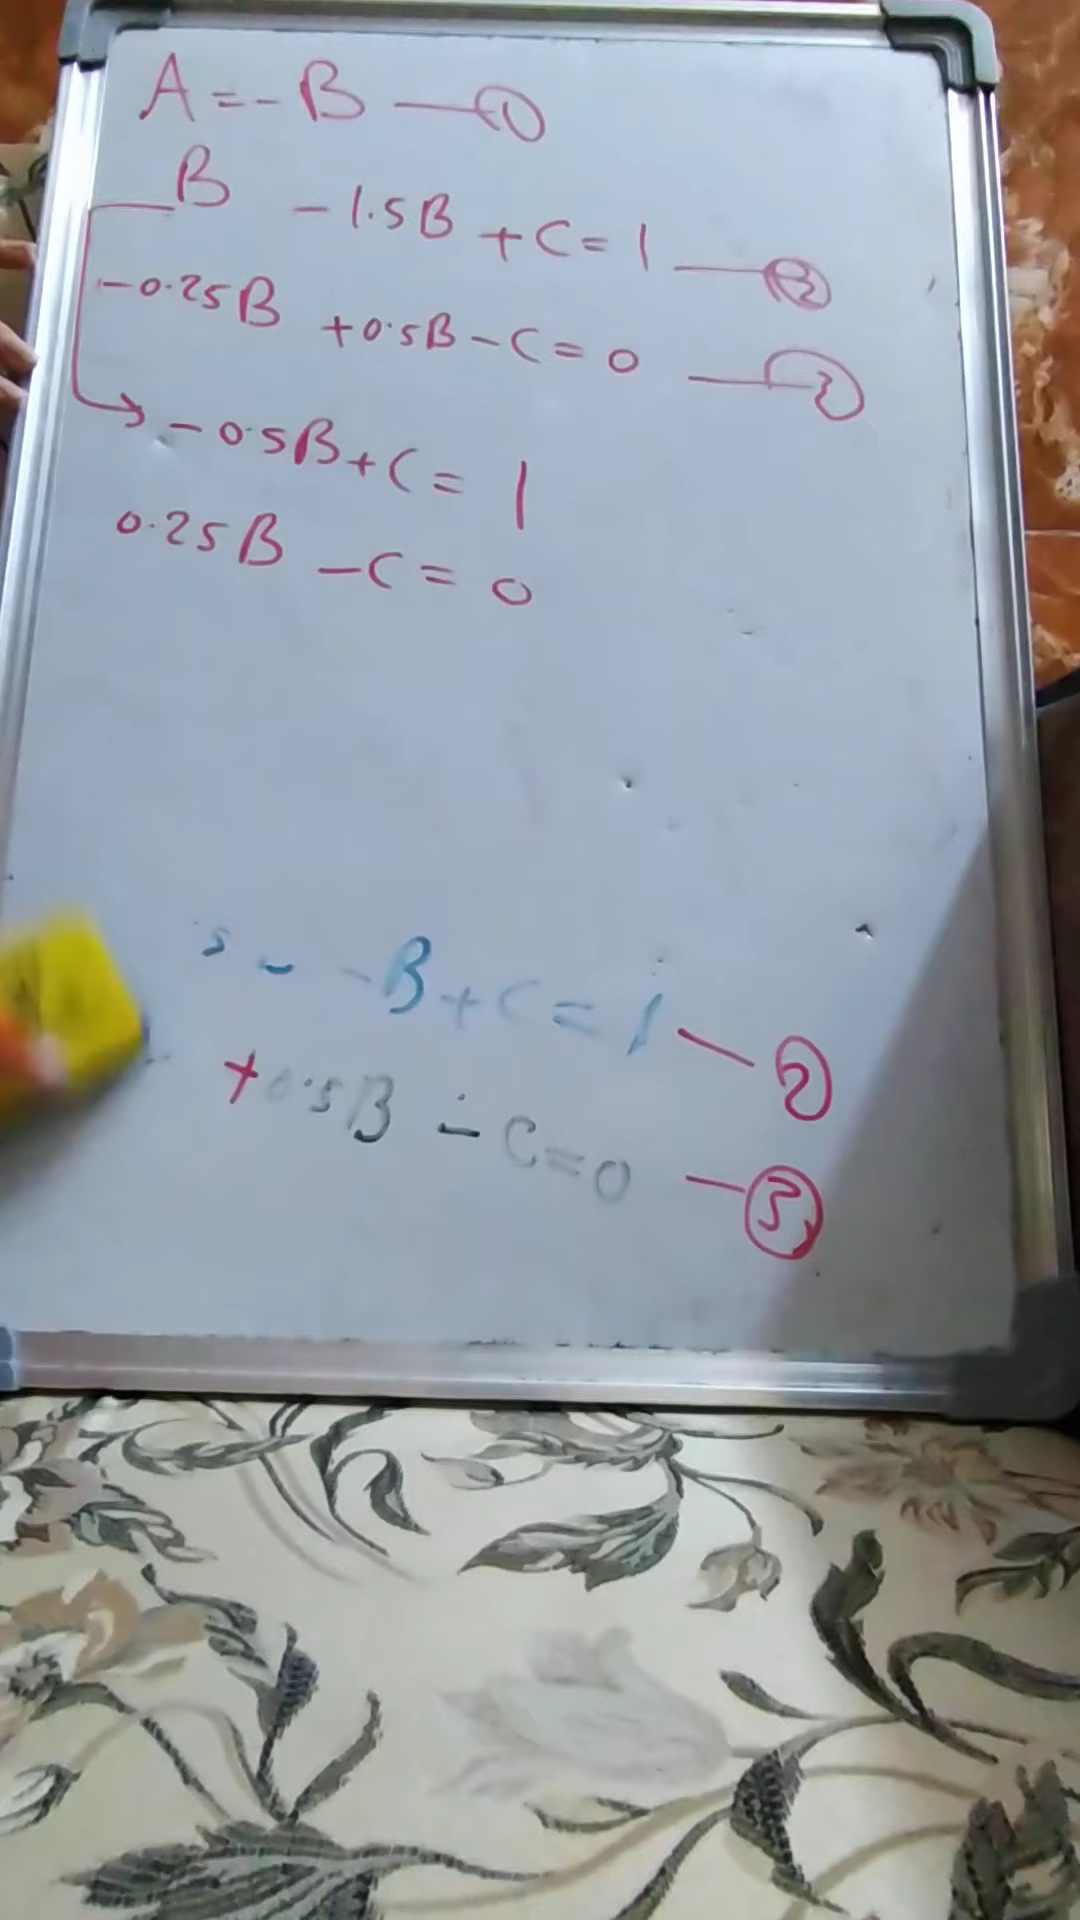 A = - B — ①
B - 1.5B + C = 1 — ②
-0.25B + 0.5B - C = 0 — ③
→ - 0.5B + C = 1
0.25B - C = 0
- B + C = 1 — ②
+ 0.5B - C = 0 — ③